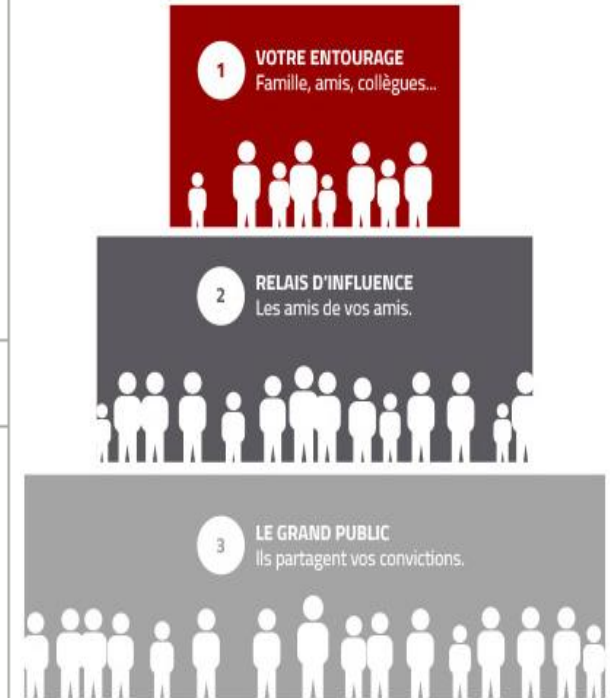 1
VOTRE ENTOURAGE
Famille, amis, collègues...
2
RELAIS D'INFLUENCE
Les amis de vos amis.
3
LE GRAND PUBLIC
Ils partagent vos convictions.